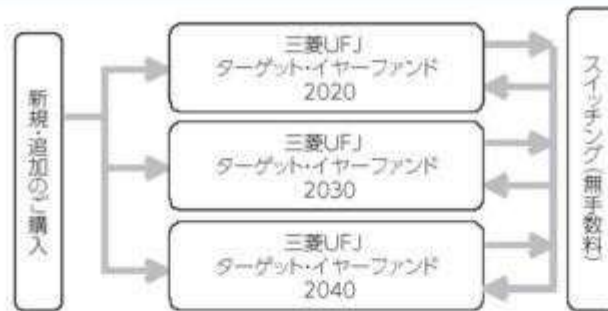 新規・追加のご購入
三菱UFJ
ターゲット・イヤーファンド
2020
三菱UFJ
ターゲット・イヤーファンド
2030
三菱UFJ
ターゲット・イヤーファンド
2040
スイッチング(無手数料)